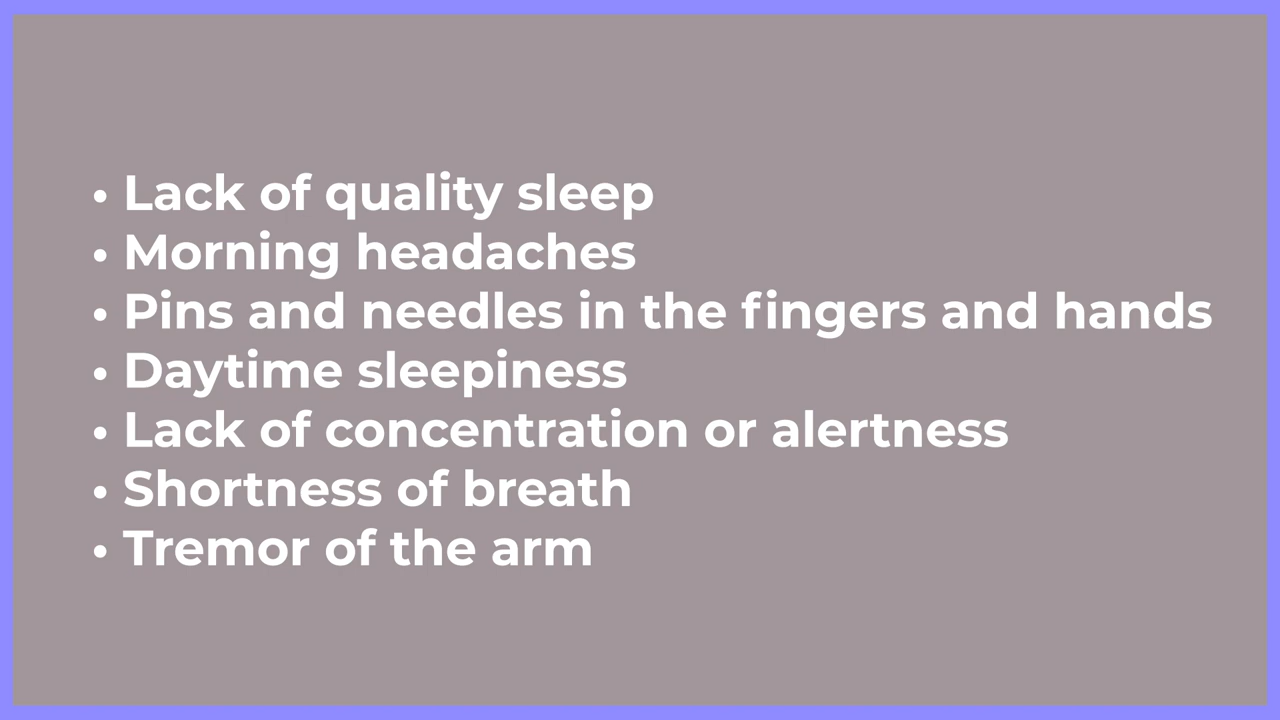 • Lack of quality sleep
• Morning headaches
• Pins and needles in the fingers and hands
• Daytime sleepiness
• Lack of concentration or alertness
• Shortness of breath
• Tremor of the arm